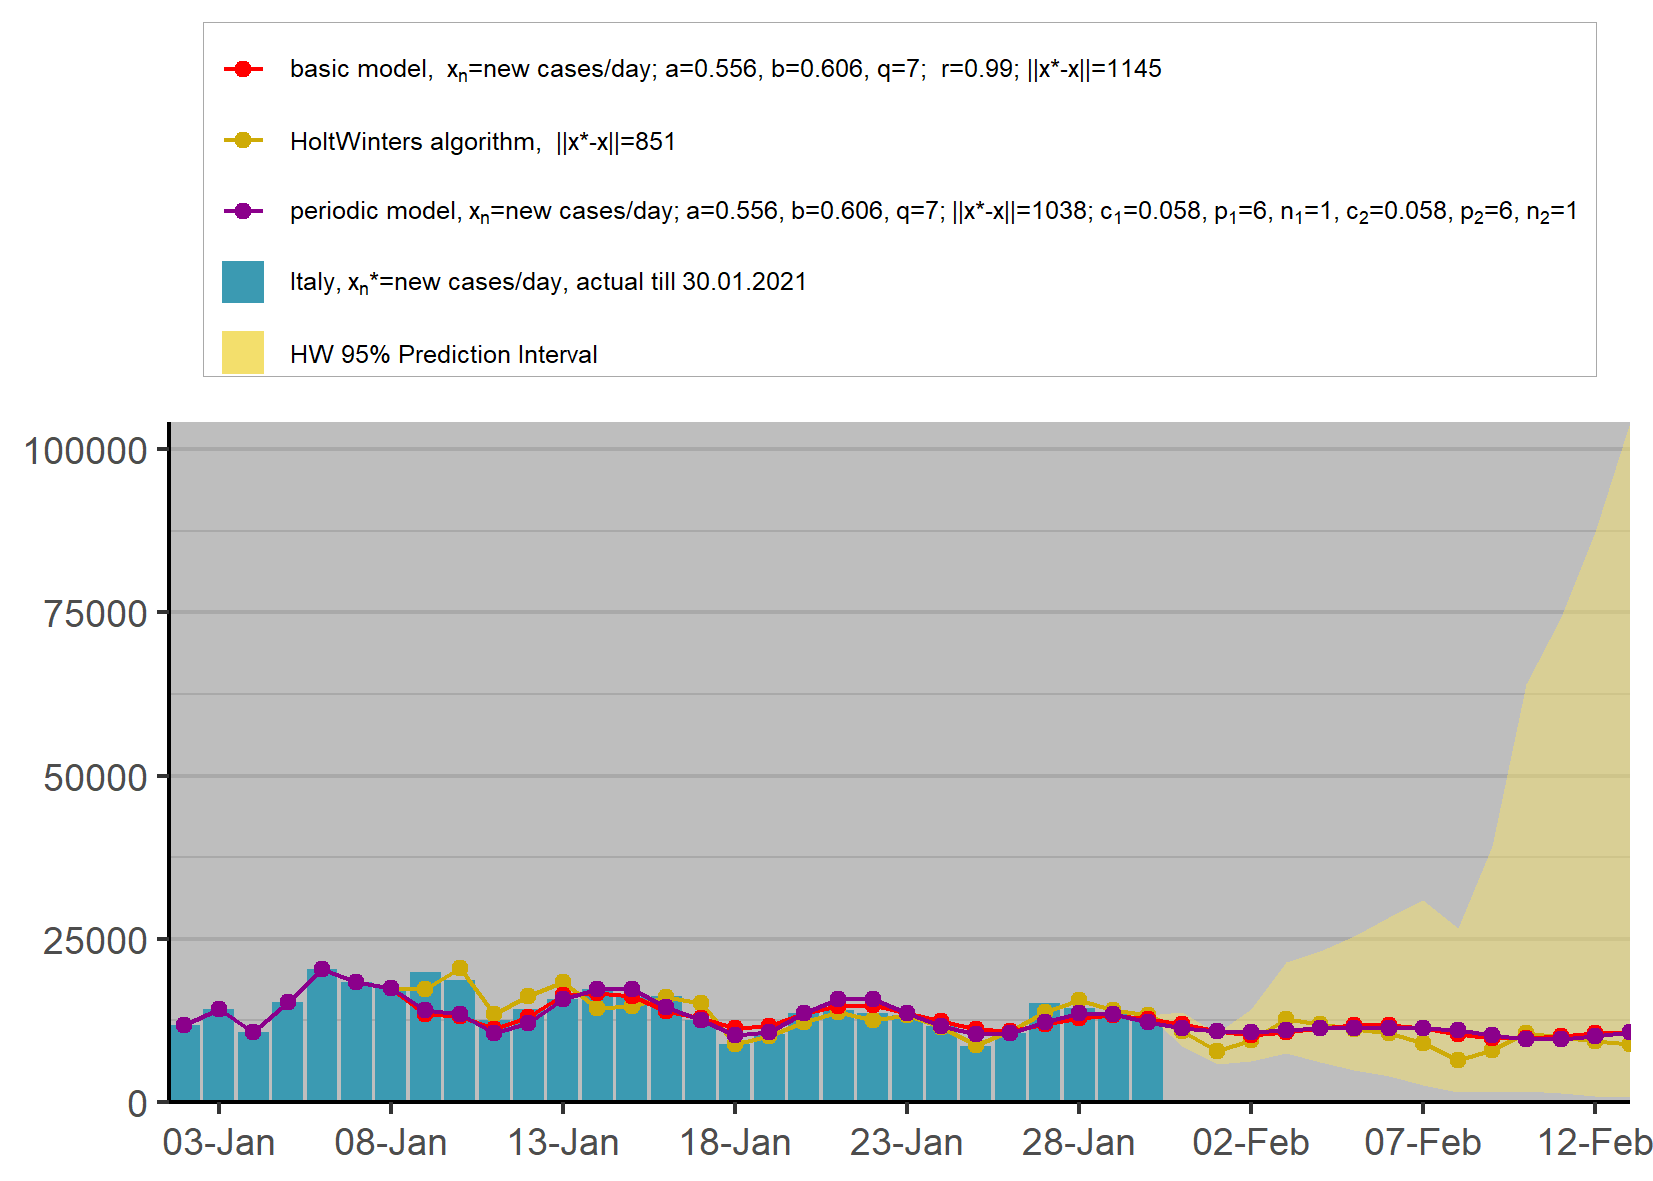 basic model, xn=new cases/day; a=0.556, b=0.606, q=7; r=0.99; ||x*-x||=1145
HoltWinters algorithm, ||x*-x||=851
periodic model, xn=new cases/day; a=0.556, b=0.606, q=7; ||x*-x||=1038; c1=0.058, p1=6, n1=1, c2=0.058, p2=6, n2=1
Italy, xn*=new cases/day, actual till 30.01.2021
HW 95% Prediction Interval
100000
75000
50000
25000
0
03-Jan 08-Jan 13-Jan 18-Jan 23-Jan 28-Jan 02-Feb 07-Feb 12-Feb